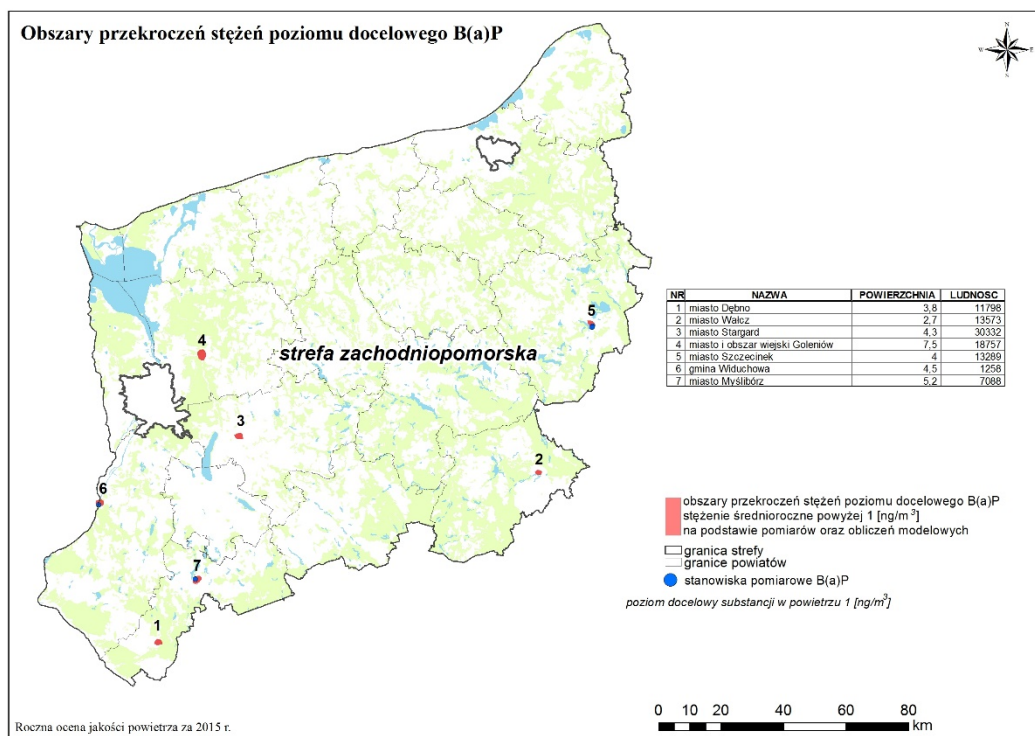 Obszary przekroczeń stężeń poziomu docelowego B(a)P
N
W
E
N
strefa zachodniopomorska
5
4
3
2
6
7
1
NR NAZWA POWIERZCHNIA LUDNOSC
1 miasto Dębno 3,8 11798
2 miasto Wałcz 2,7 13573
3 miasto Stargard 4,3 30332
4 miasto i obszar wiejski Goleniów 7,5 18757
5 miasto Szczecinek 4 13289
6 gmina Widuchowa 4,5 1258
7 miasto Myślibórz 5,2 7088
obszary przekroczeń stężeń poziomu docelowego B(a)P
stężenie średnioroczne powyżej 1 [ng/m³]
na podstawie pomiarów oraz obliczeń modelowych
granica strefy
granice powiatów
stanowiska pomiarowe B(a)P
poziom docelowy substancji w powietrzu 1 [ng/m³]
Roczna ocena jakości powietrza za 2015 r.
0 10 20 40 60 80
km